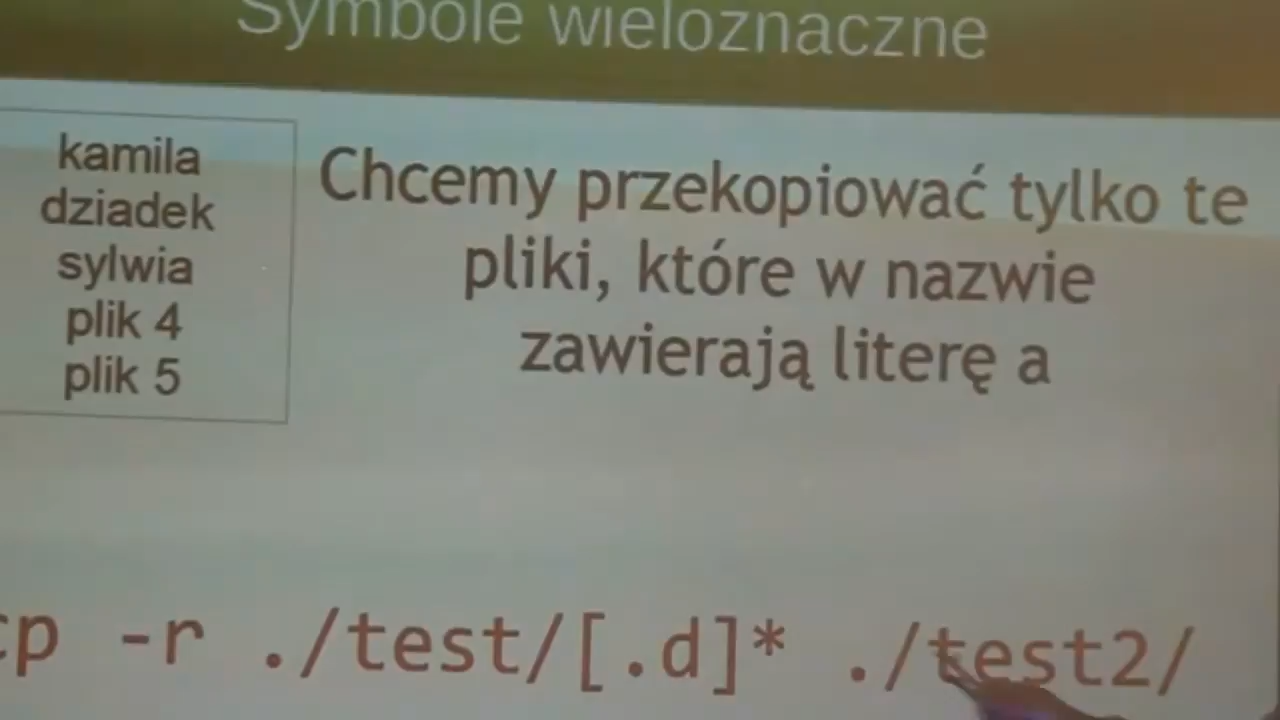 Symbole wieloznaczne
kamila
dziadek
sylwia
plik 4
plik 5
Chcemy przekopiować tylko te
pliki, które w nazwie
zawierają literę a
cp -r ./test/[.d]* ./test2/